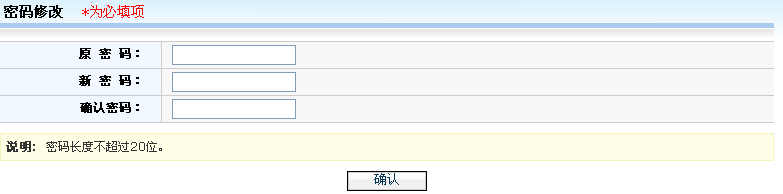 密码修改 *为必填项
原 密 码：
新 密 码：
确认密码：
说明: 密码长度不超过20位。
确认